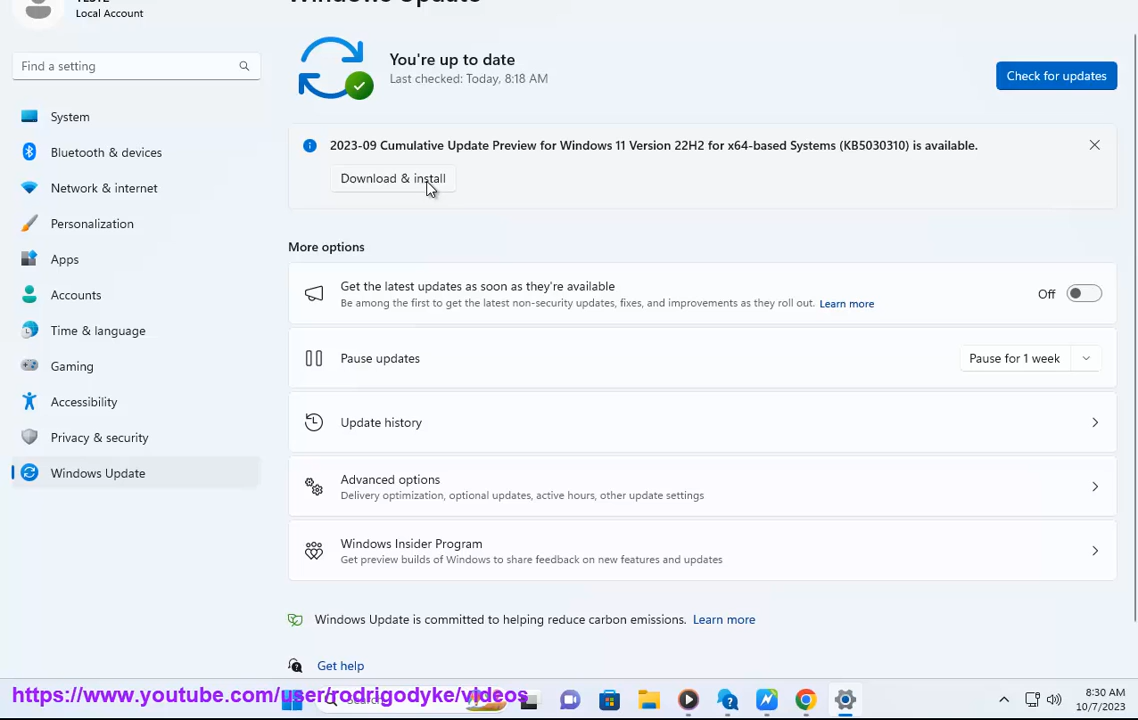 Local Account
Windows Update
Find a setting
System
Bluetooth & devices
Network & internet
Personalization
Apps
Accounts
Time & language
Gaming
Accessibility
Privacy & security
Windows Update
You're up to date
Last checked: Today, 8:18 AM
Check for updates
2023-09 Cumulative Update Preview for Windows 11 Version 22H2 for x64-based Systems (KB5030310) is available.
Download & install
More options
Get the latest updates as soon as they're available
Be among the first to get the latest non-security updates, fixes, and improvements as they roll out. Learn more
Off
Pause updates
Pause for 1 week
Update history
Advanced options
Delivery optimization, optional updates, active hours, other update settings
Windows Insider Program
Get preview builds of Windows to share feedback on new features and updates
Windows Update is committed to helping reduce carbon emissions. Learn more
Get help
https://www.youtube.com/user/rodrigodyke/videos
Search
8:30 AM
10/7/2023